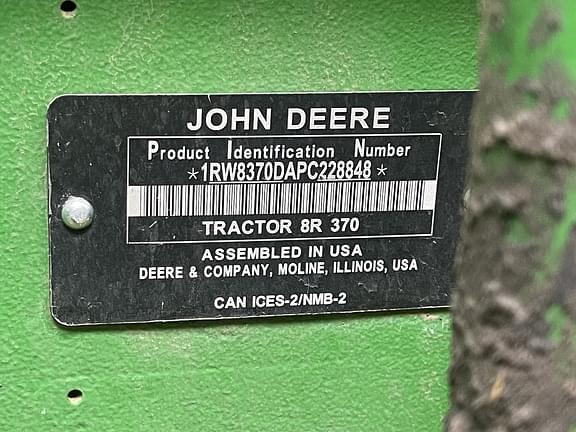 JOHN DEERE
Product Identification Number
*1RW8370DAPC228848*
TRACTOR 8R 370
ASSEMBLED IN USA
DEERE & COMPANY, MOLINE, ILLINOIS, USA
CAN ICES-2/NMB-2